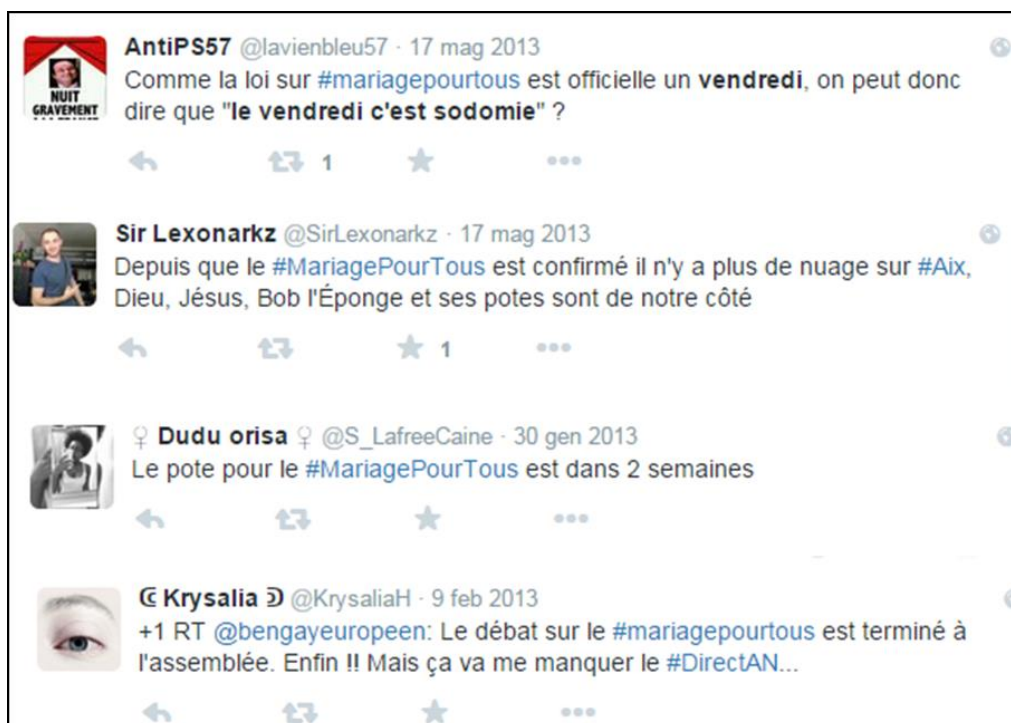 AntiPS57 @lavienbleu57 · 17 mag 2013
Comme la loi sur #mariagepourtous est officielle un vendredi, on peut donc
dire que "le vendredi c'est sodomie" ?
NUIT
GRAVEMENT
1
Sir Lexonarkz @SirLexonarkz · 17 mag 2013
Depuis que le #MariagePourTous est confirmé il n'y a plus de nuage sur #Aix,
Dieu, Jésus, Bob l'Éponge et ses potes sont de notre côté
1
♀ Dudu orisa ♀ @S_LafreeCaine · 30 gen 2013
Le pote pour le #MariagePourTous est dans 2 semaines
Krysalia @KrysaliaH · 9 feb 2013
+1 RT @bengayeuropeen: Le débat sur le #mariagepourtous est terminé à
l'assemblée. Enfin !! Mais ça va me manquer le #DirectAN...